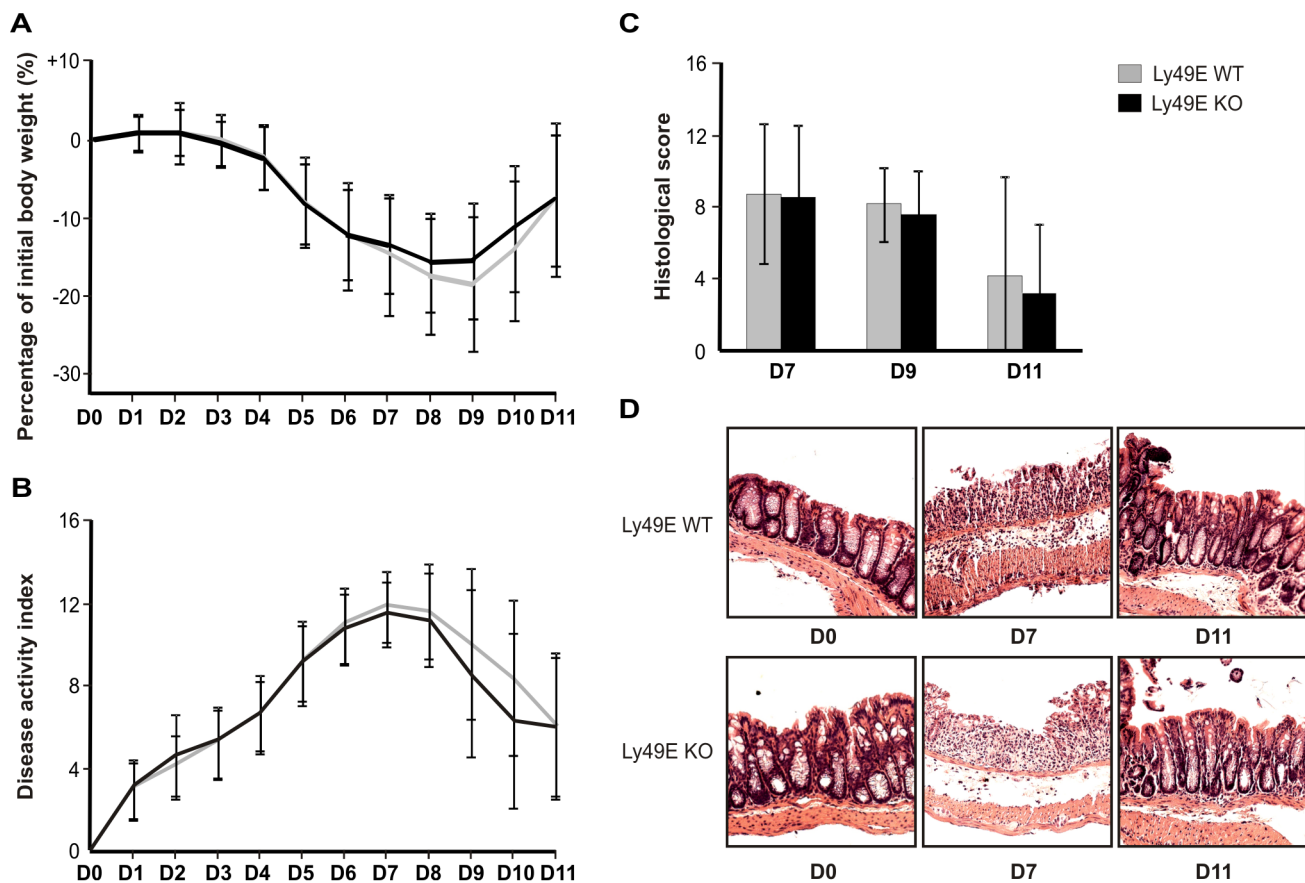 A
Percentage of initial body weight (%)
+10
0
-10
-20
-30
D0 D1 D2 D3 D4 D5 D6 D7 D8 D9 D10 D11
B
Disease activity index
16
12
8
4
0
D0 D1 D2 D3 D4 D5 D6 D7 D8 D9 D10 D11
C
Histological score
16
12
8
4
0
D7 D9 D11
Ly49E WT
Ly49E KO
D
Ly49E WT
D0 D7 D11
Ly49E KO
D0 D7 D11